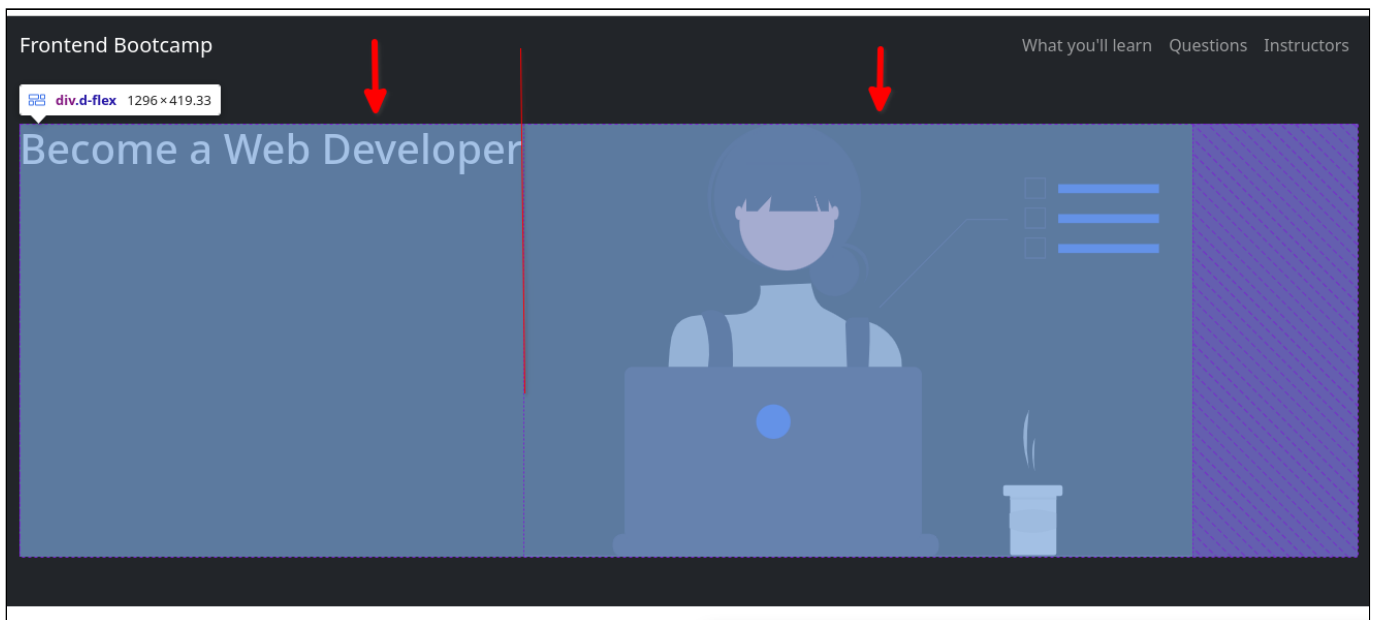 Frontend Bootcamp
What you'll learn Questions Instructors
div.d-flex 1296×419.33
Become a Web Developer